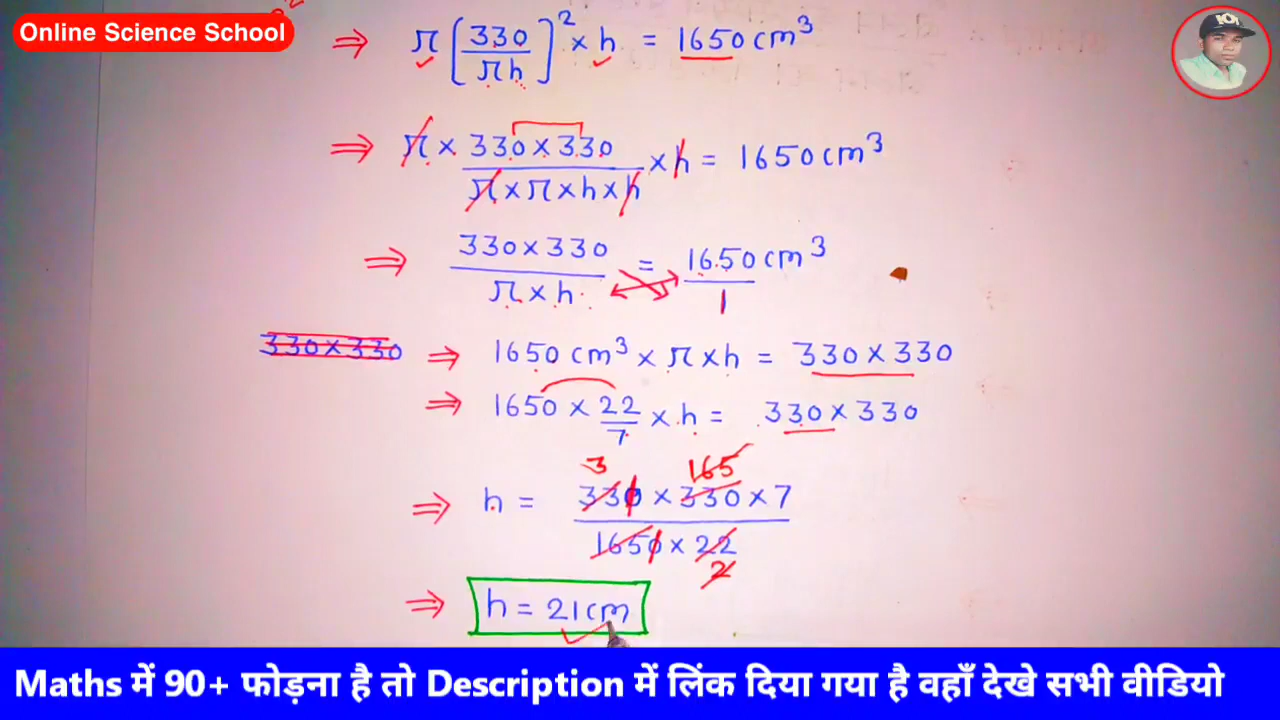 Online Science School
⇒ π [330/πh]² × h = 1650 cm³
⇒ π × 330 × 330 / π × π × h × h × h = 1650 cm³
⇒ 330 × 330 / π × h = 1650 cm³ / 1
330 × 330 ⇒ 1650 cm³ × π × h = 330 × 330
⇒ 1650 × 22/7 × h = 330 × 330
3 165
⇒ h = 330 × 330 × 7 / 1650 × 22
2
⇒ h = 21 cm
Maths में 90+ फोड़ना है तो Description में लिंक दिया गया है वहाँ देखे सभी वीडियो